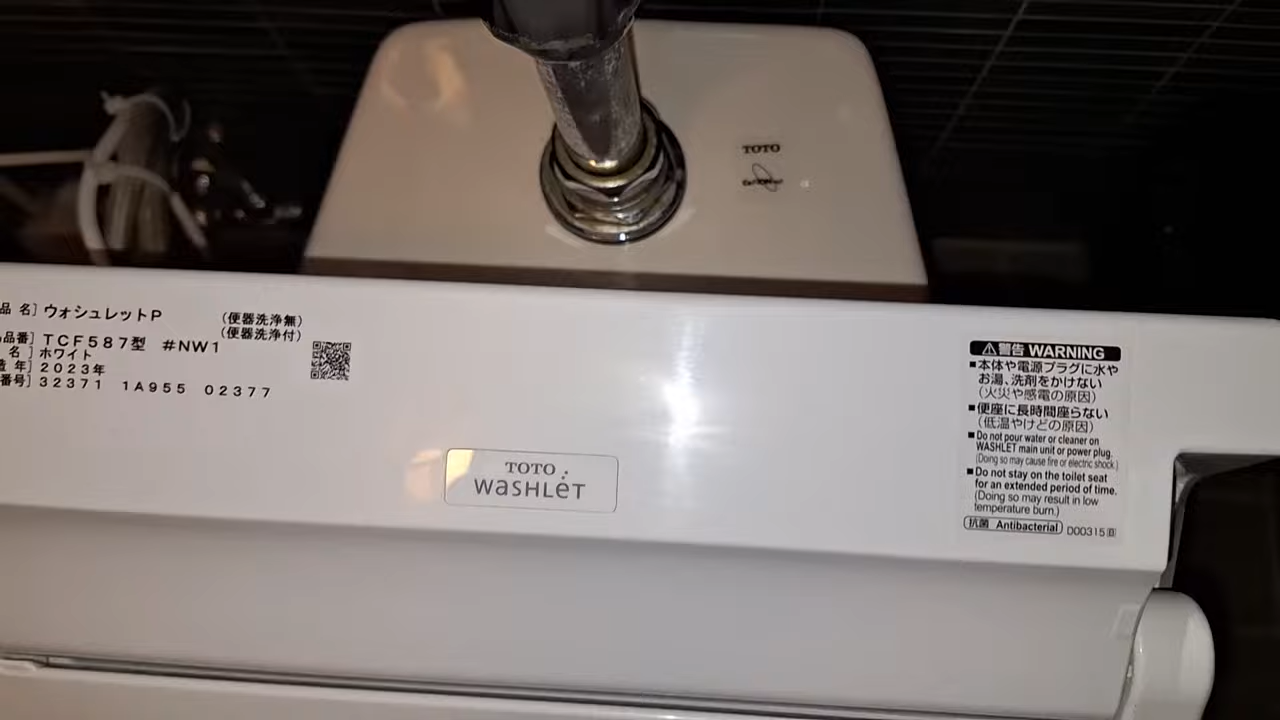 TOTO
品 名] ウォシュレットP
(便器洗浄無)
(便器洗浄付)
品番] TCF587型 #NW1
名 ] ホワイト
造 年] 2023年
番号] 32371 1A955 02377
TOTO
WASHLET
警告 WARNING
■本体や電源プラグに水や
お湯、洗剤をかけない
(火災や感電の原因)
■便座に長時間座らない
(低温やけどの原因)
■Do not pour water or cleaner on
WASHLET main unit or power plug.
(Doing so may cause fire or electric shock.)
■Do not stay on the toilet seat
for an extended period of time.
(Doing so may result in low
temperature burn.)
抗菌 Antibacterial D00315B